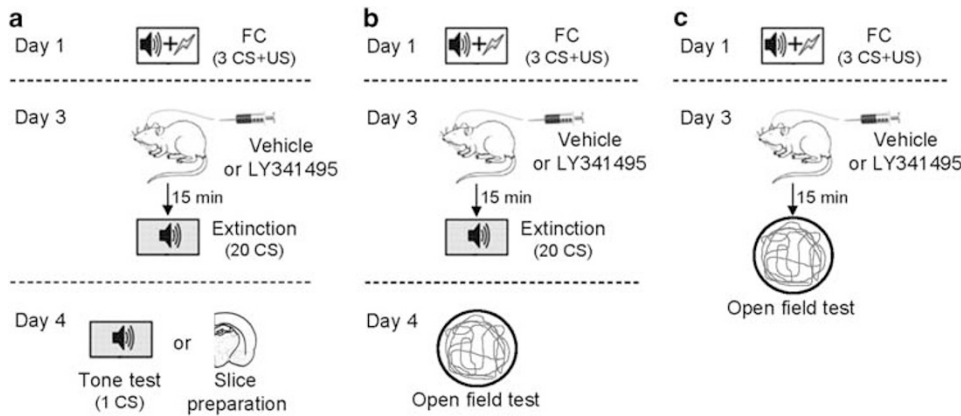 a
Day 1
FC
(3 CS+US)
Day 3
Vehicle
or LY341495
15 min
Extinction
(20 CS)
Day 4
or
Tone test
(1 CS)
Slice
preparation
b
Day 1
FC
(3 CS+US)
Day 3
Vehicle
or LY341495
15 min
Extinction
(20 CS)
Day 4
Open field test
c
Day 1
FC
(3 CS+US)
Day 3
Vehicle
or LY341495
15 min
Open field test